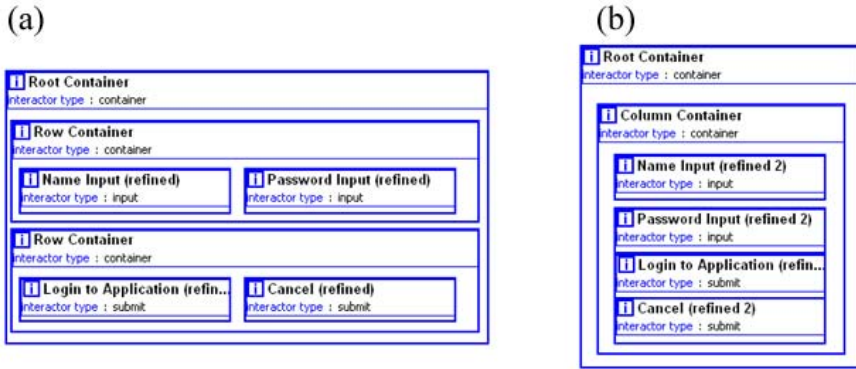 (a)
i Root Container
interactor type : container
i Row Container
interactor type : container
i Name Input (refined)
interactor type : input
i Password Input (refined)
interactor type : input
i Row Container
interactor type : container
i Login to Application (refin...
interactor type : submit
i Cancel (refined)
interactor type : submit
(b)
i Root Container
interactor type : container
i Column Container
interactor type : container
i Name Input (refined 2)
interactor type : input
i Password Input (refined 2)
interactor type : input
i Login to Application (refin...
interactor type : submit
i Cancel (refined 2)
interactor type : submit